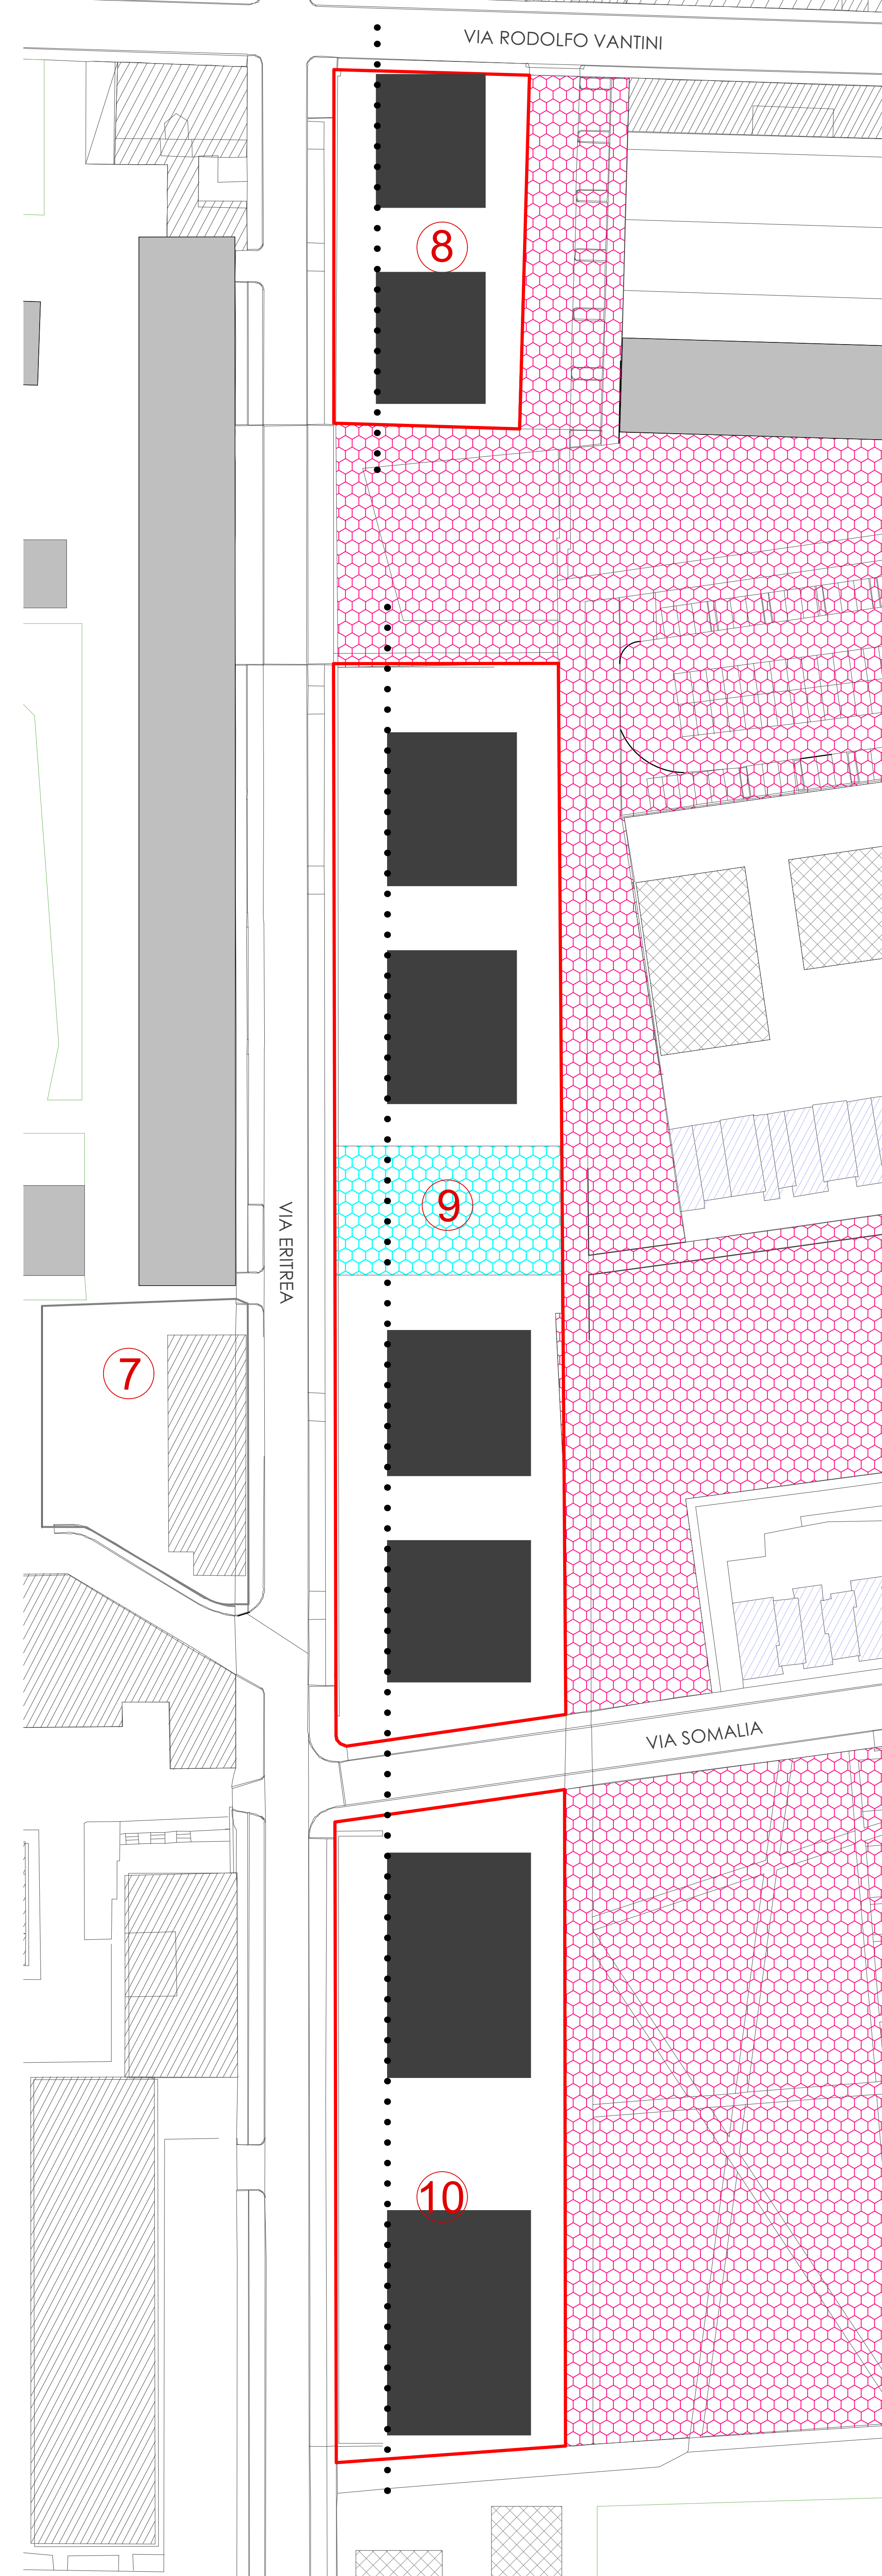 VIA RODOLFO VANTINI
8
9
VIA ERITREA
7
VIA SOMALIA
10